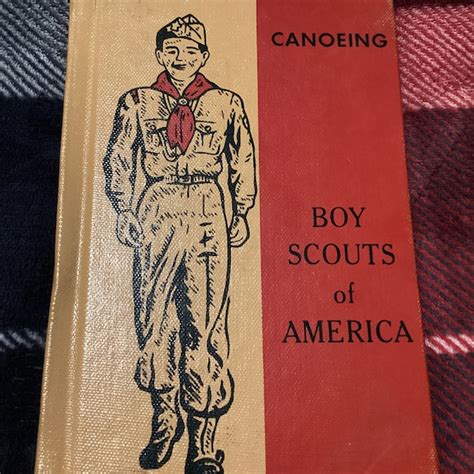 CANOEING
BOY
SCOUTS
of
AMERICA